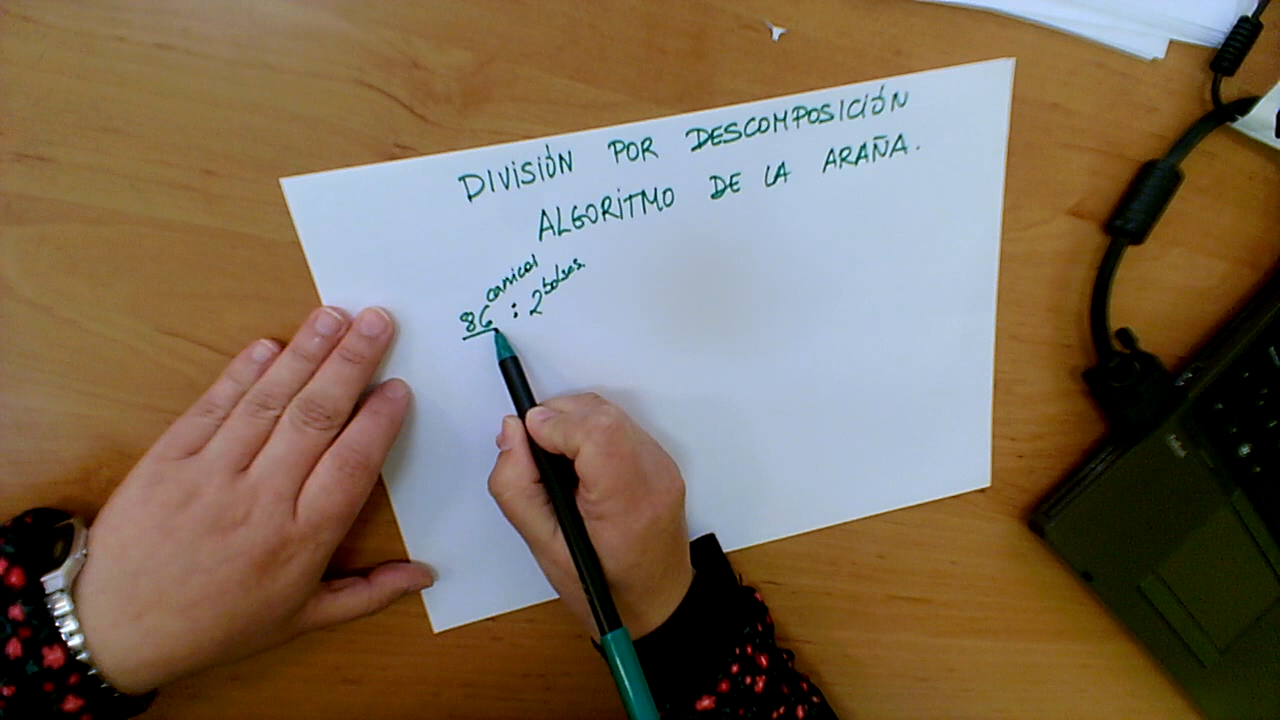 DIVISIÓN POR DESCOMPOSICIÓN
ALGORITMO DE LA ARAÑA.
canicas bolsas.
86 : 2